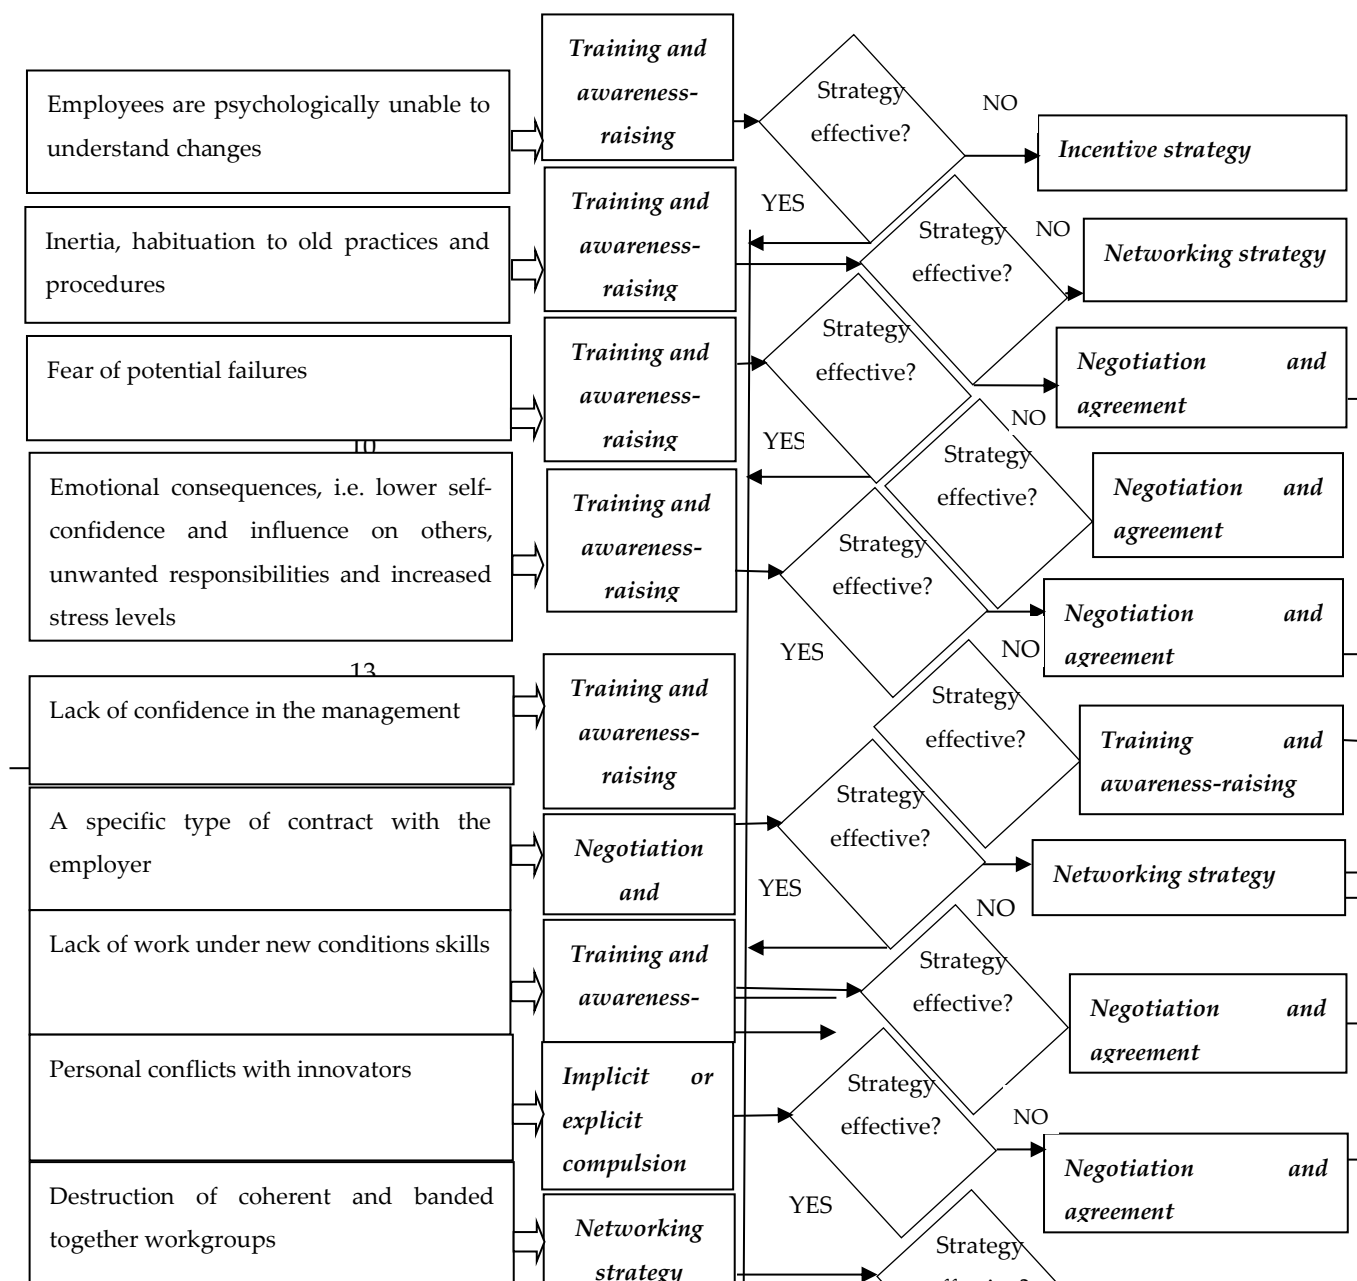 Employees are psychologically unable to
understand changes
Training and
awareness-
raising
Strategy
effective?
NO
Incentive strategy
YES
Inertia, habituation to old practices and
procedures
Training and
awareness-
raising
Strategy
effective?
NO
Networking strategy
Fear of potential failures
Training and
awareness-
raising
Strategy
effective?
Negotiation and
agreement
YES
10
Emotional consequences, i.e. lower self-
confidence and influence on others,
unwanted responsibilities and increased
stress levels
Training and
awareness-
raising
NO
Strategy
effective?
Negotiation and
agreement
Strategy
effective?
Negotiation and
agreement
YES
NO
13
Lack of confidence in the management
Training and
awareness-
raising
Strategy
effective?
Training and
awareness-raising
A specific type of contract with the
employer
Negotiation
and
Strategy
effective?
Networking strategy
YES
NO
Lack of work under new conditions skills
Training and
awareness-
Strategy
effective?
Negotiation and
agreement
Personal conflicts with innovators
Implicit or
explicit
compulsion
Strategy
effective?
NO
Negotiation and
agreement
YES
Destruction of coherent and banded
together workgroups
Networking
strategy
Strategy